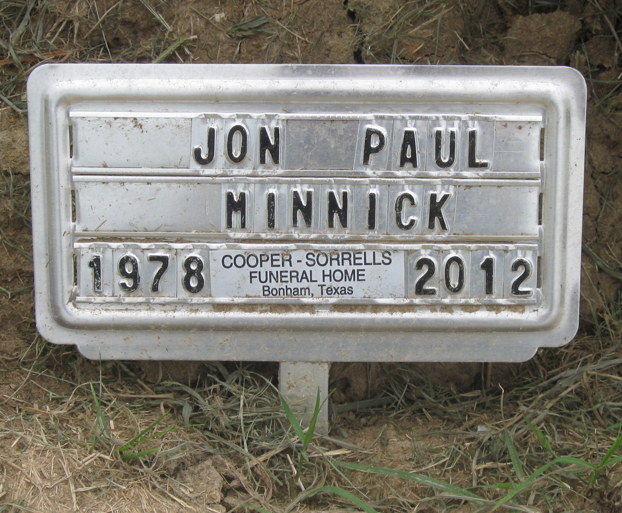 JON PAUL
MINNICK
1978
COOPER - SORRELLS
FUNERAL HOME
Bonham, Texas
2012